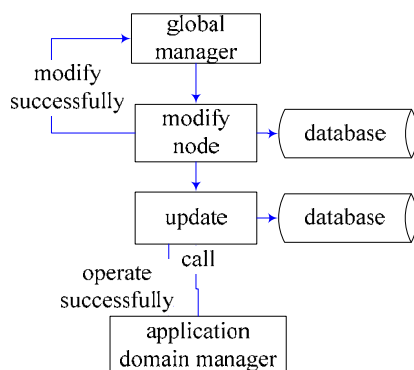 global
manager
modify
successfully
modify
node
database
update
database
call
operate
successfully
application
domain manager